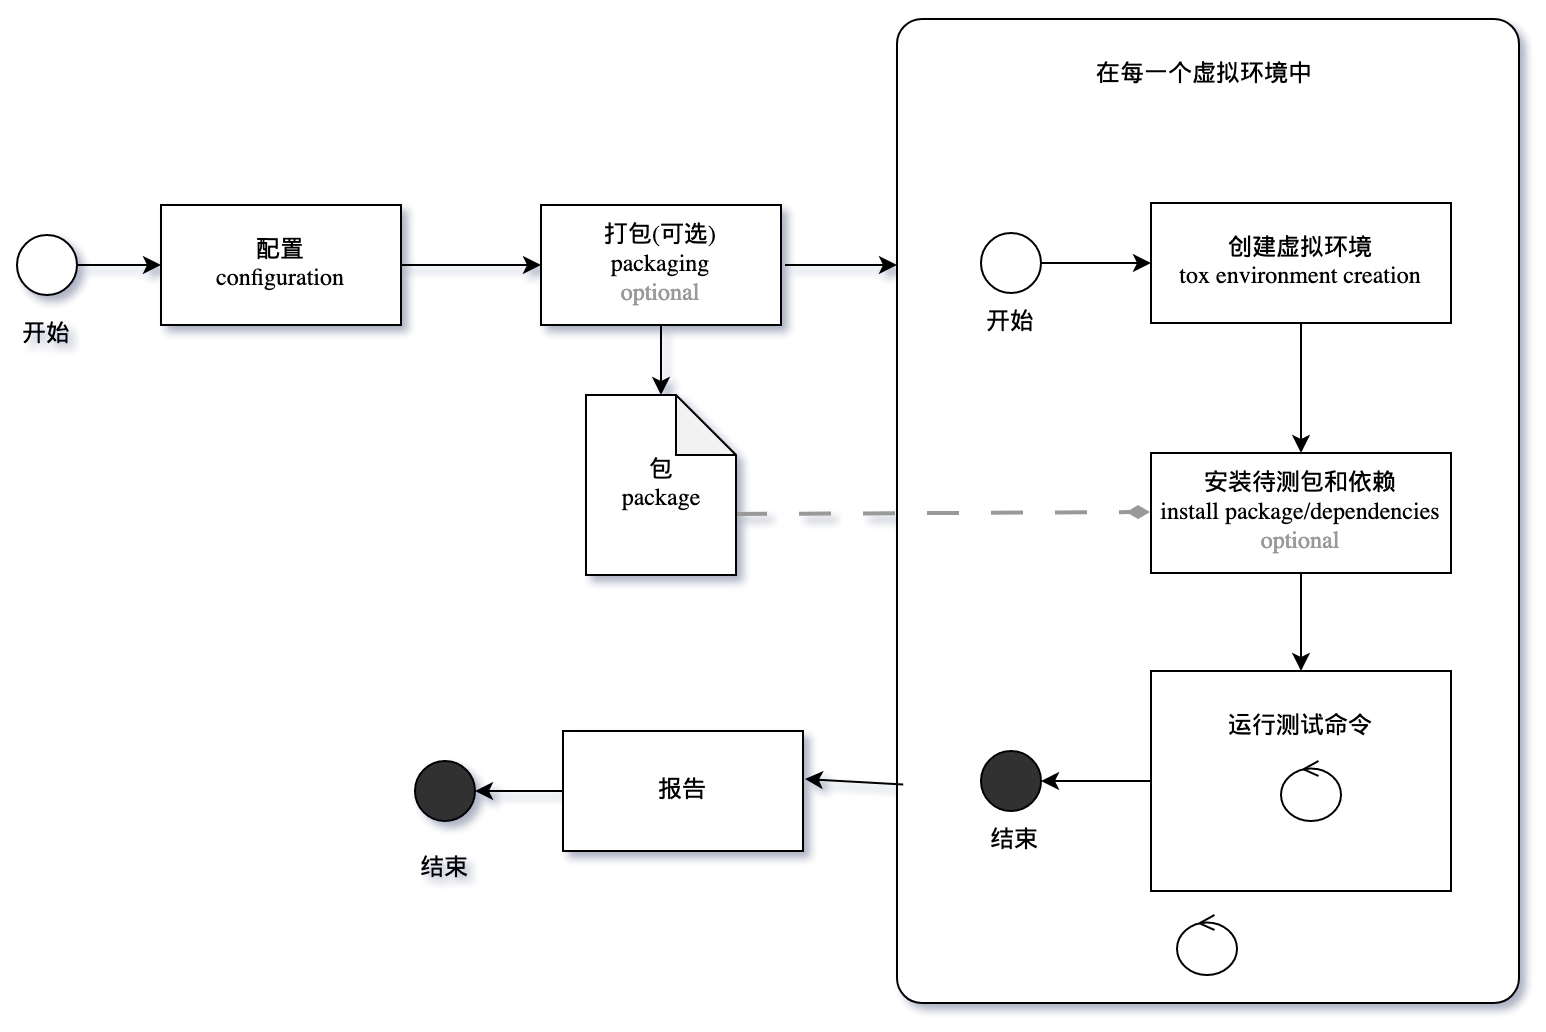 在每一个虚拟环境中
开始
配置
configuration
打包(可选)
packaging
optional
包
package
开始
创建虚拟环境
tox environment creation
安装待测包和依赖
install package/dependencies
optional
运行测试命令
结束
报告
结束